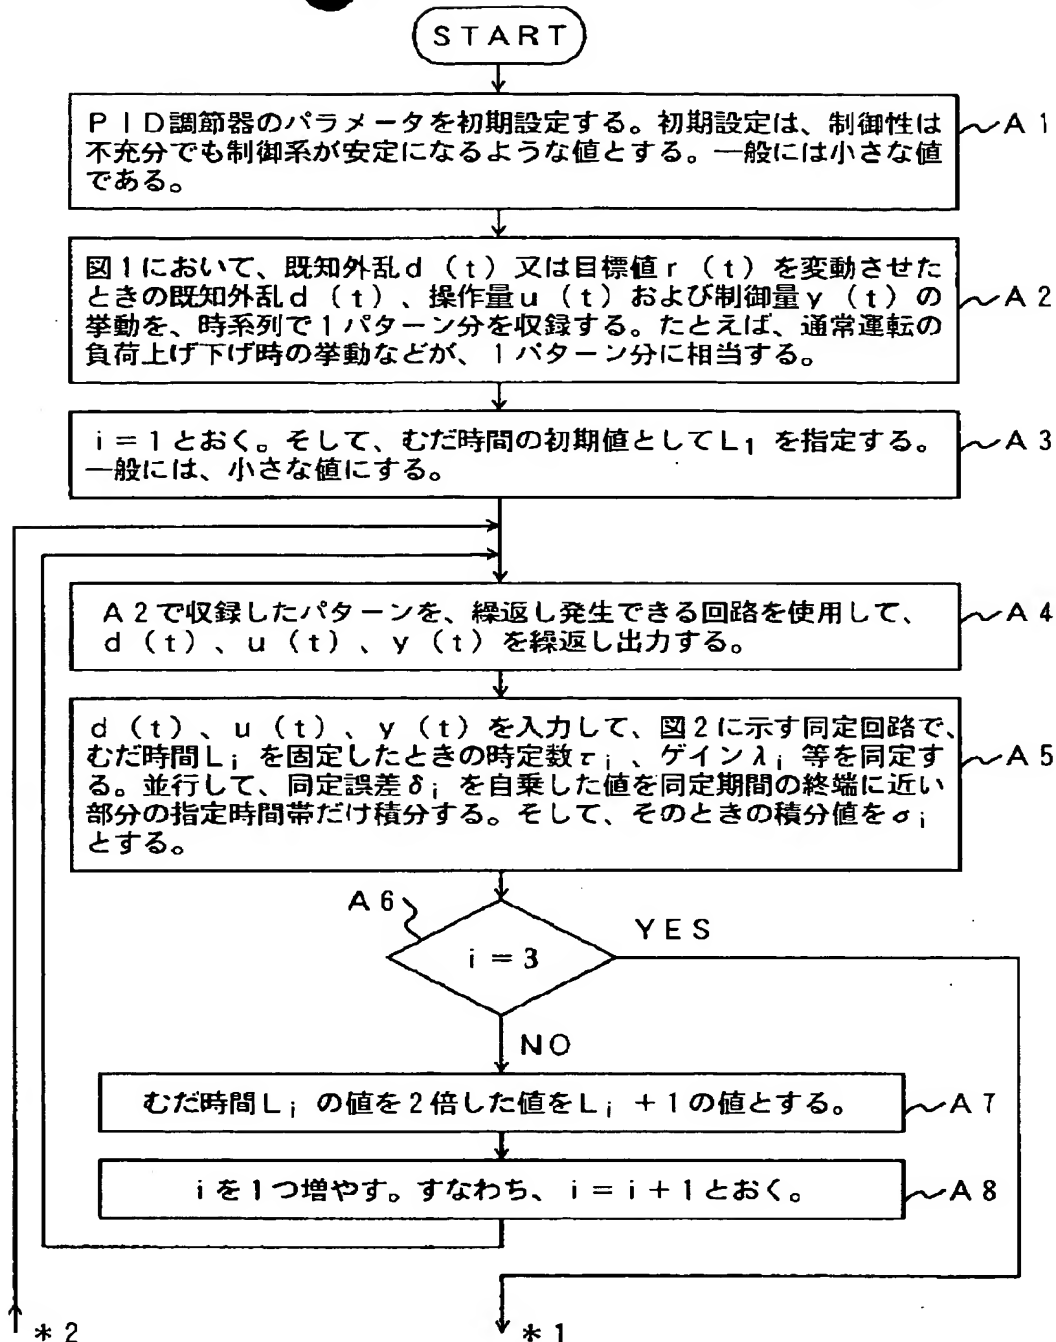 START
PID調節器のパラメータを初期設定する。初期設定は、制御性は
不充分でも制御系が安定になるような値とする。一般には小さな値
である。
A1
図1において、既知外乱d(t)又は目標値r(t)を変動させた
ときの既知外乱d(t)、操作量u(t)および制御量y(t)の
挙動を、時系列で1パターン分を収録する。たとえば、通常運転の
負荷上げ下げ時の挙動などが、1パターン分に相当する。
A2
i=1とおく。そして、むだ時間の初期値としてL₁を指定する。
一般には、小さな値にする。
A3
A2で収録したパターンを、繰返し発生できる回路を使用して、
d(t)、u(t)、y(t)を繰返し出力する。
A4
d(t)、u(t)、y(t)を入力して、図2に示す同定回路で、
むだ時間Lᵢを固定したときの時定数τᵢ、ゲインλᵢ等を同定す
る。並行して、同定誤差δᵢを自乗した値を同定期間の終端に近い
部分の指定時間帯だけ積分する。そして、そのときの積分値をσᵢ
とする。
A5
A6
YES
i=3
NO
むだ時間Lᵢの値を2倍した値をLᵢ+1の値とする。
A7
iを1つ増やす。すなわち、i=i+1とおく。
A8
*2
*1